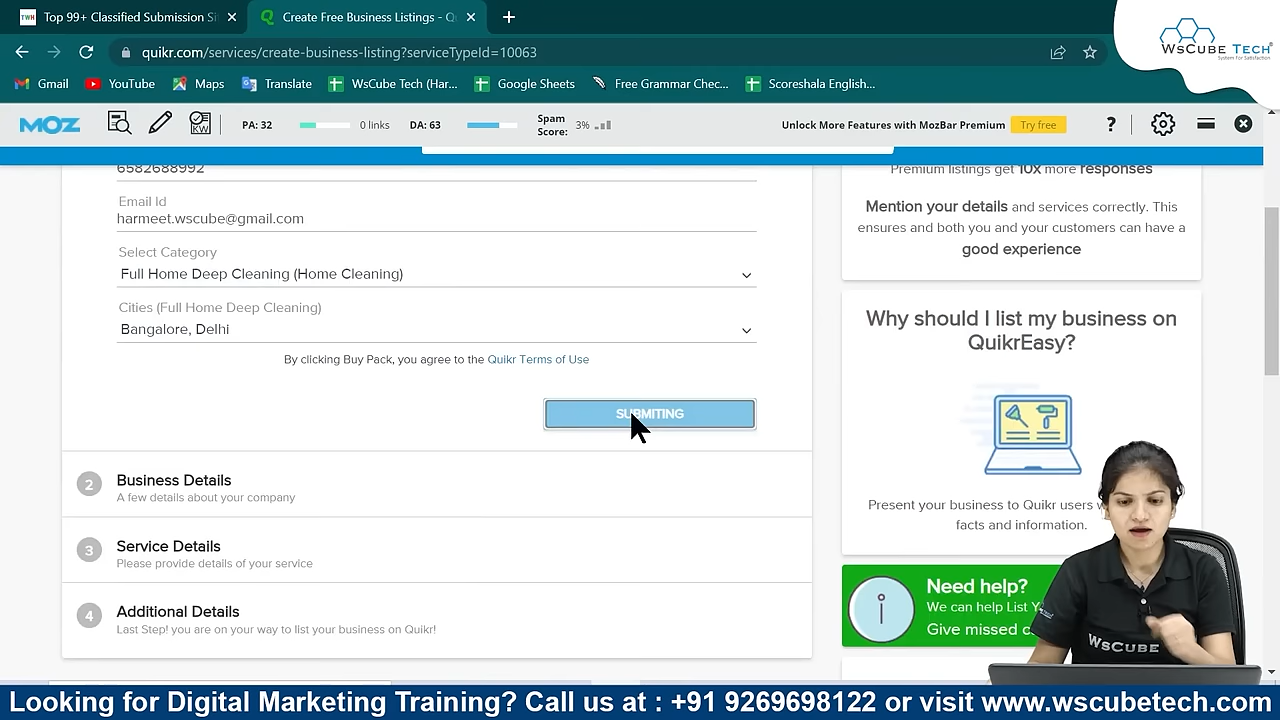 Top 99+ Classified Submission Si
Create Free Business Listings - Q
quikr.com/services/create-business-listing?serviceTypeId=10063
WsCube Tech
System For Satisfaction
Gmail
YouTube
Maps
Translate
WsCube Tech (Har...
Google Sheets
Free Grammar Chec...
Scoreshala English...
MOZ
KW
PA: 32
0 links
DA: 63
Spam
Score: 3%
Unlock More Features with MozBar Premium
Try free
?
6582688992
Email Id
harmeet.wscube@gmail.com
Select Category
Full Home Deep Cleaning (Home Cleaning)
Cities (Full Home Deep Cleaning)
Bangalore, Delhi
By clicking Buy Pack, you agree to the Quikr Terms of Use
SUBMITING
2 Business Details
A few details about your company
3 Service Details
Please provide details of your service
4 Additional Details
Last Step! you are on your way to list your business on Quikr!
Premium listings get 10x more responses
Mention your details and services correctly. This
ensures and both you and your customers can have a
good experience
Why should I list my business on
QuikrEasy?
Present your business to Quikr users
facts and information.
Need help?
We can help List Y
Give missed c
WsCube
Looking for Digital Marketing Training? Call us at : +91 9269698122 or visit www.wscubetech.com